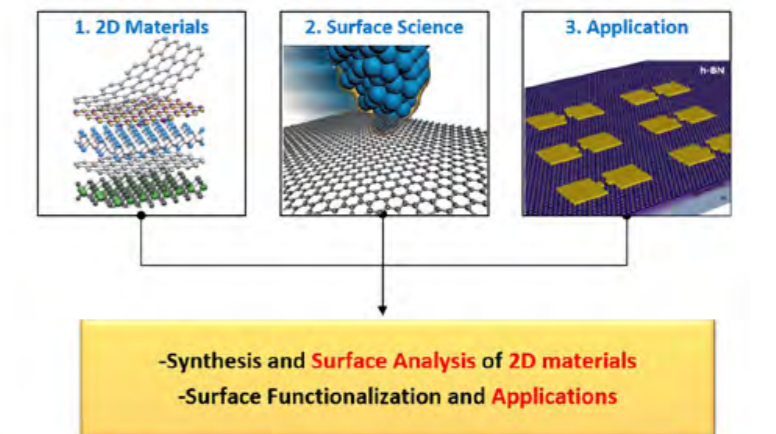 1. 2D Materials
2. Surface Science
3. Application
h-BN
-Synthesis and Surface Analysis of 2D materials
-Surface Functionalization and Applications